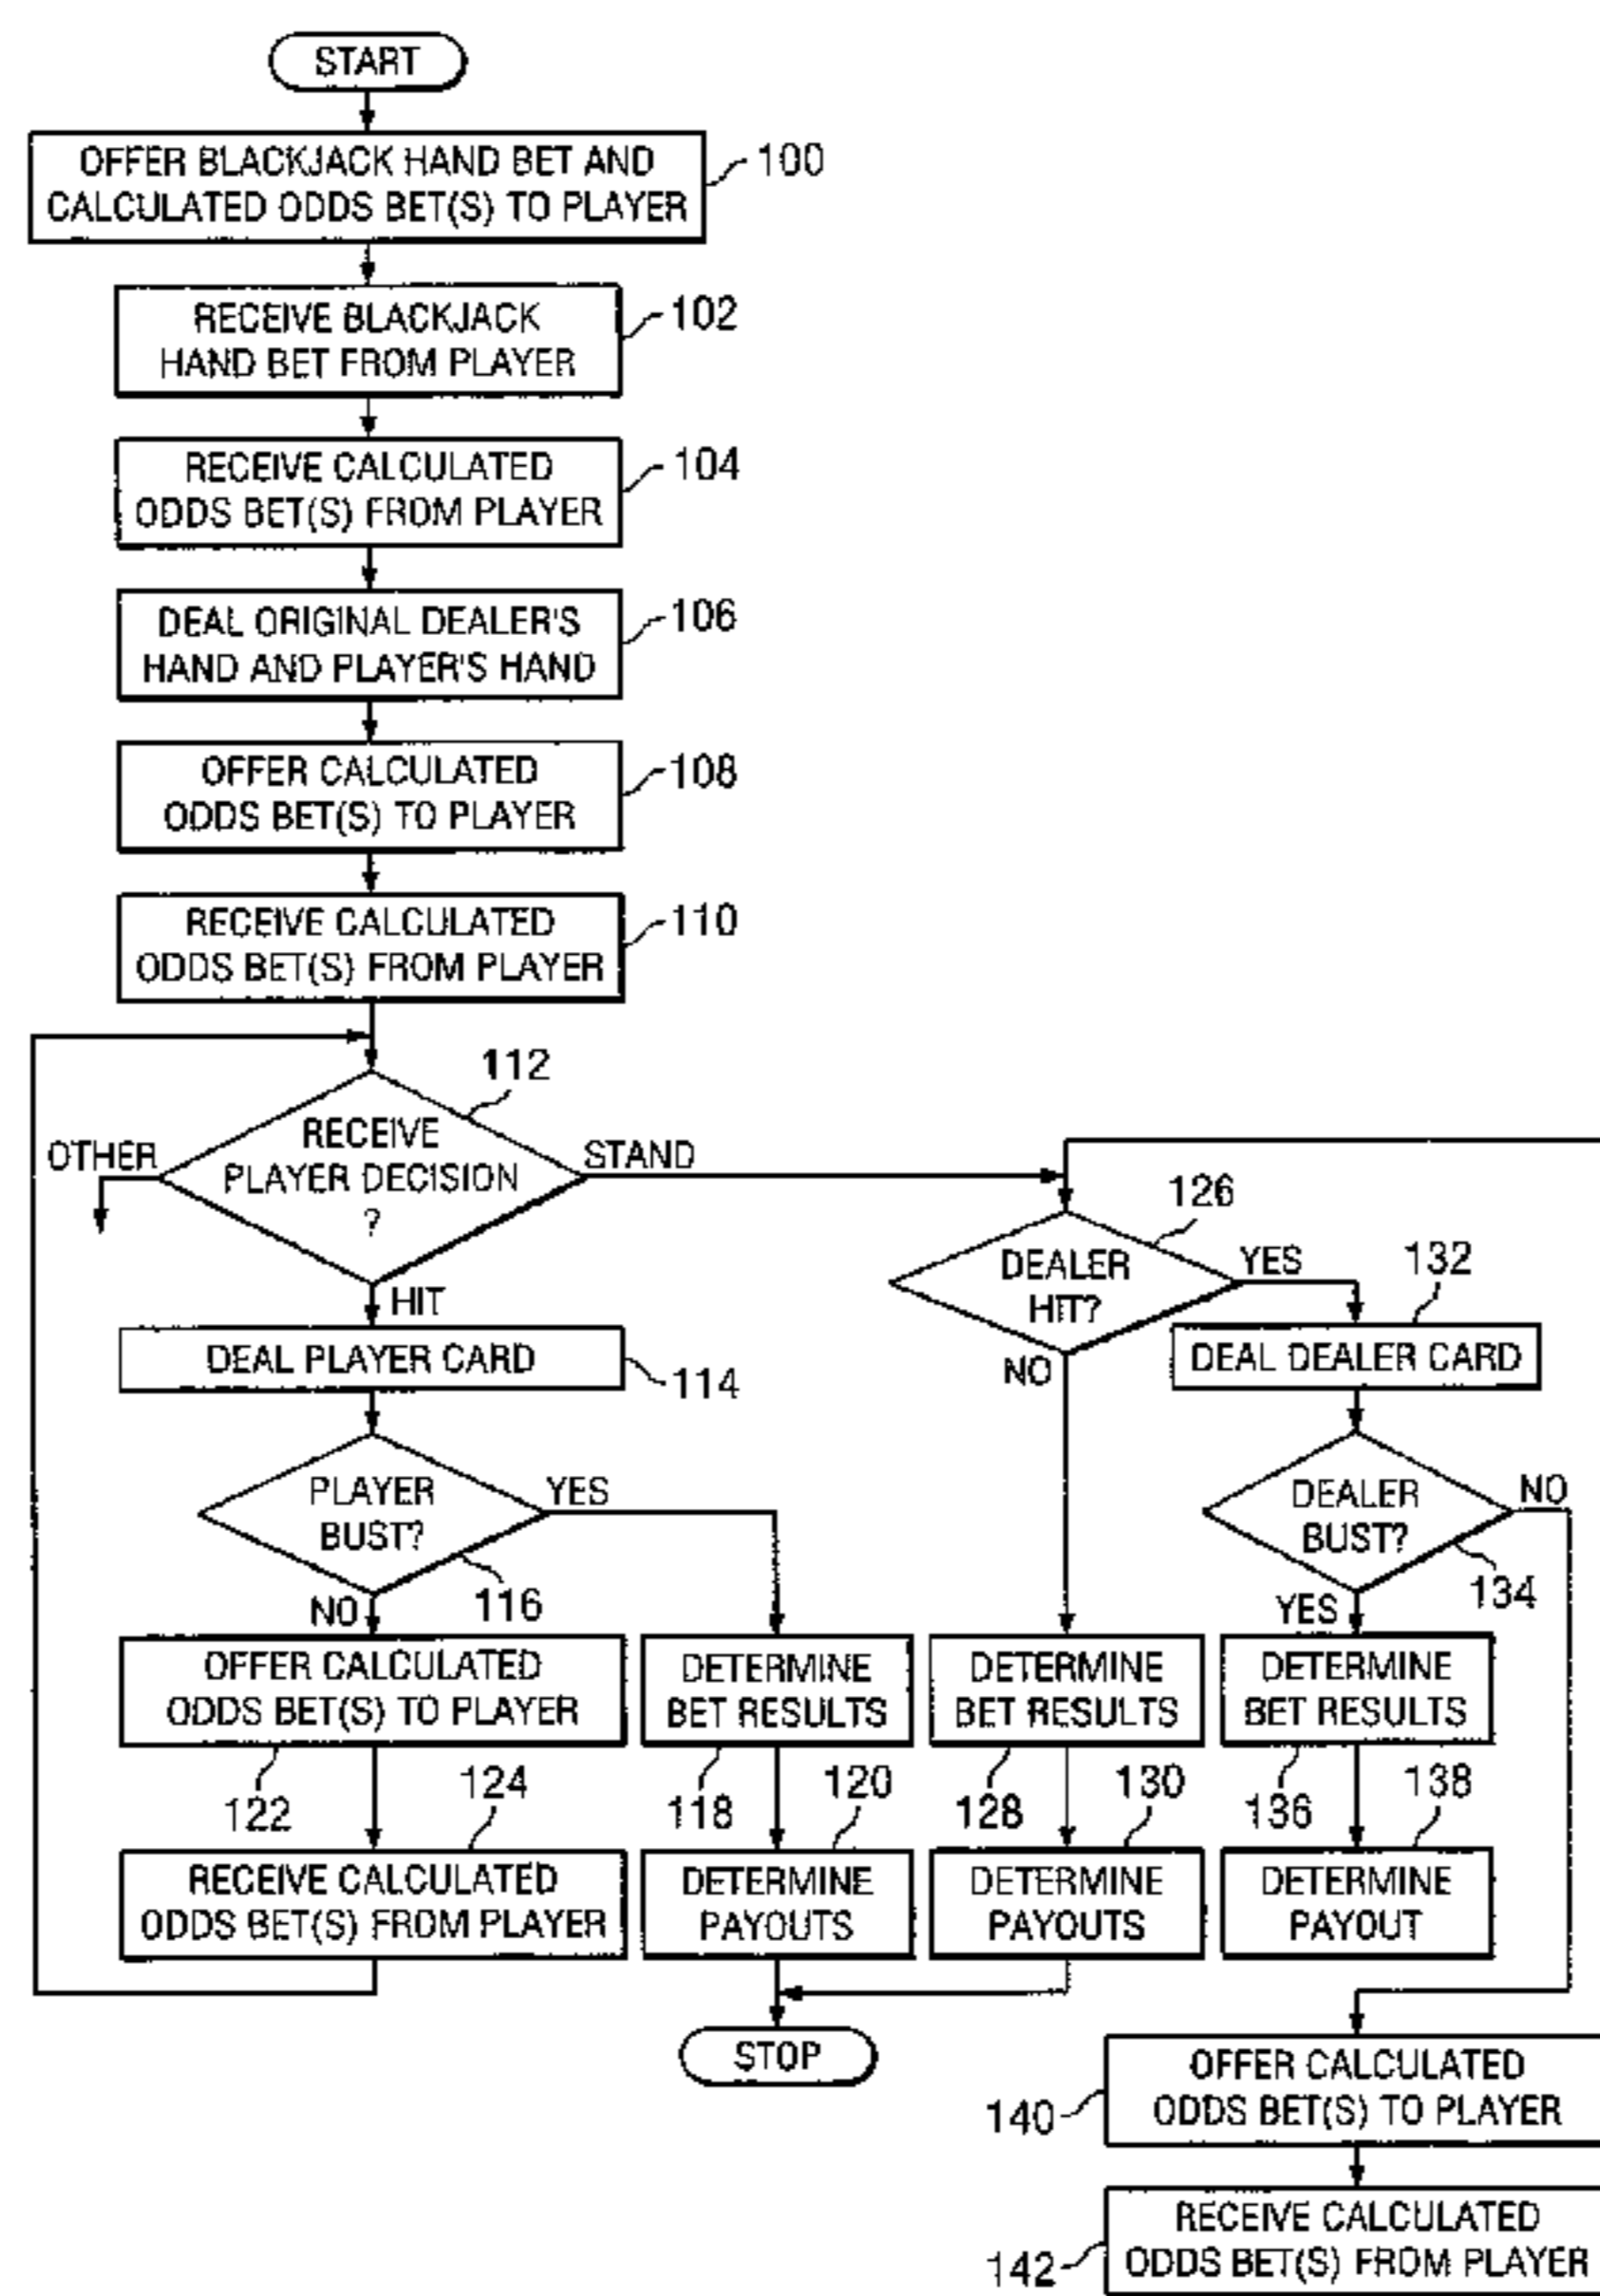 START
OFFER BLACKJACK HAND BET AND
CALCULATED ODDS BET(S) TO PLAYER
100
RECEIVE BLACKJACK
HAND BET FROM PLAYER
102
RECEIVE CALCULATED
ODDS BET(S) FROM PLAYER
104
DEAL ORIGINAL DEALER'S
HAND AND PLAYER'S HAND
106
OFFER CALCULATED
ODDS BET(S) TO PLAYER
108
RECEIVE CALCULATED
ODDS BET(S) FROM PLAYER
110
112
RECEIVE
PLAYER DECISION
?
OTHER
STAND
HIT
DEAL PLAYER CARD
114
PLAYER
BUST?
YES
116
NO
OFFER CALCULATED
ODDS BET(S) TO PLAYER
122
124
RECEIVE CALCULATED
ODDS BET(S) FROM PLAYER
DETERMINE
BET RESULTS
118
120
DETERMINE
PAYOUTS
STOP
126
DEALER
HIT?
YES
NO
DETERMINE
BET RESULTS
128
130
DETERMINE
PAYOUTS
132
DEAL DEALER CARD
DEALER
BUST?
NO
134
YES
DETERMINE
BET RESULTS
136
138
DETERMINE
PAYOUT
OFFER CALCULATED
ODDS BET(S) TO PLAYER
140
RECEIVE CALCULATED
ODDS BET(S) FROM PLAYER
142